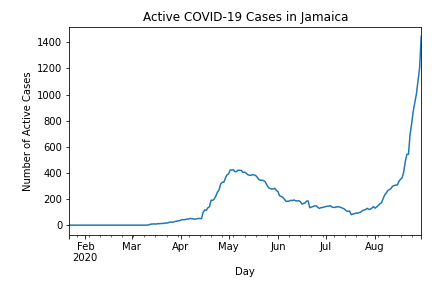 Active COVID-19 Cases in Jamaica
Number of Active Cases
1400
1200
1000
800
600
400
200
0
Feb Mar Apr May Jun Jul Aug
2020
Day